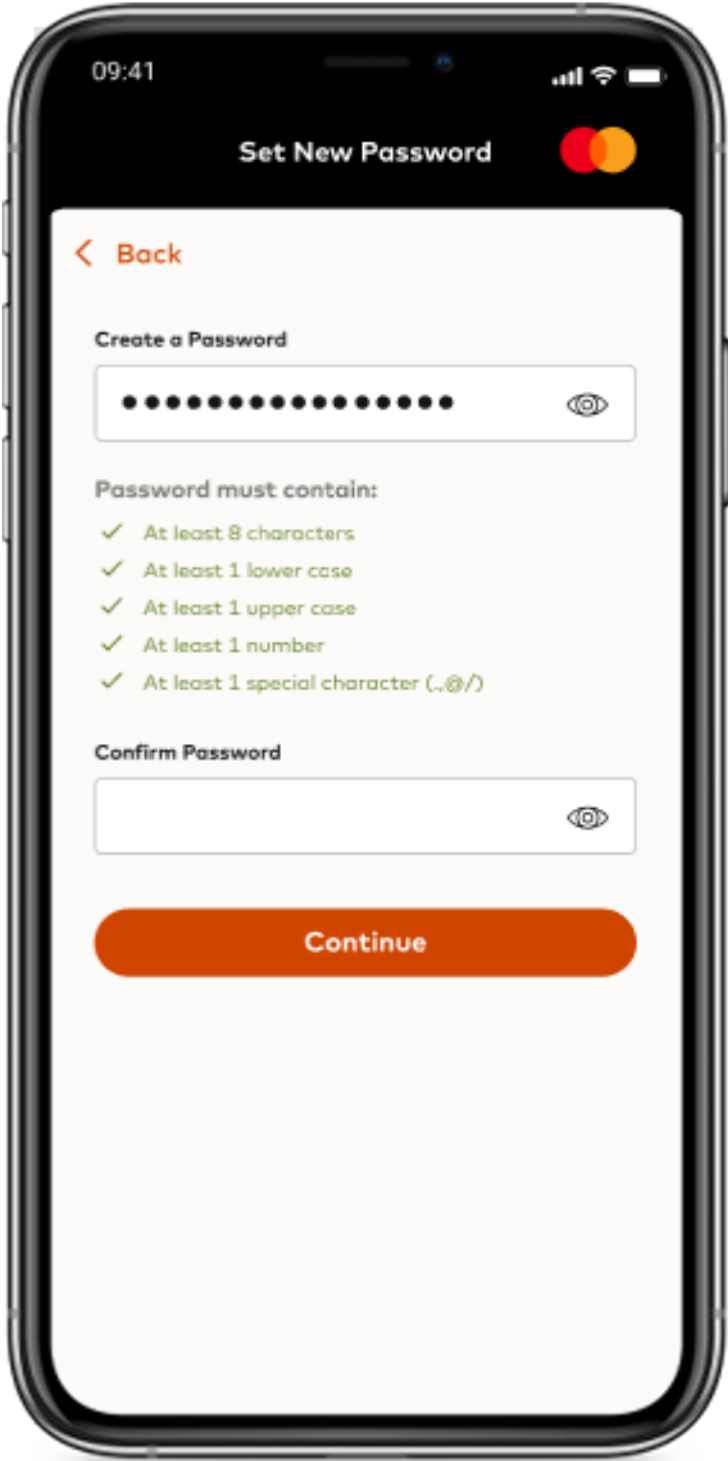 09:41
Set New Password
Back
Create a Password
••••••••••••••••
Password must contain:
At least 8 characters
At least 1 lower case
At least 1 upper case
At least 1 number
At least 1 special character (.,@/)
Confirm Password
Continue